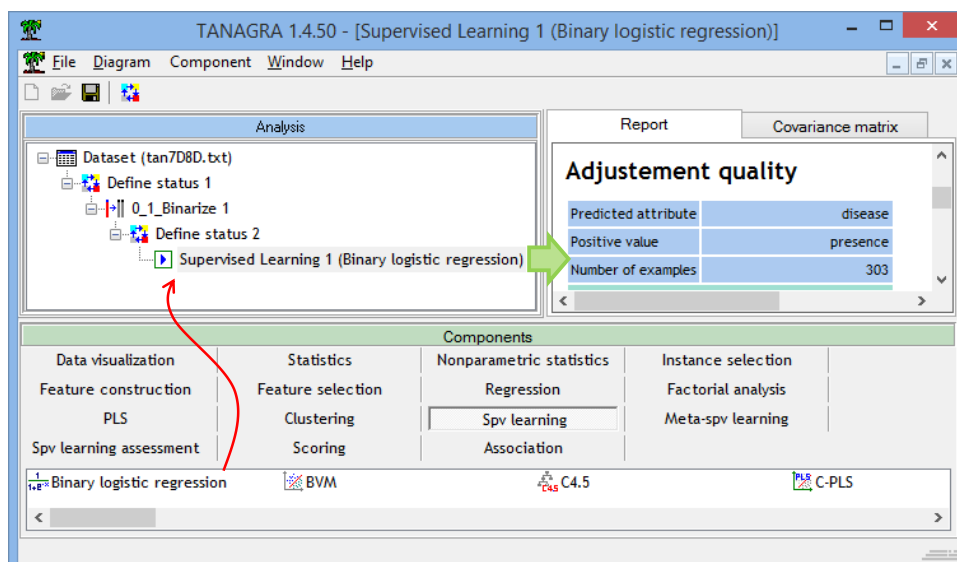 TANAGRA 1.4.50 - [Supervised Learning 1 (Binary logistic regression)]
File Diagram Component Window Help
Analysis
Dataset (tan7D8D.txt)
Define status 1
0_1_Binarize 1
Define status 2
Supervised Learning 1 (Binary logistic regression)
Report Covariance matrix
Adjustement quality
Predicted attribute disease
Positive value presence
Number of examples 303
Components
Data visualization Statistics Nonparametric statistics Instance selection
Feature construction Feature selection Regression Factorial analysis
PLS Clustering Spv learning Meta-spv learning
Spv learning assessment Scoring Association
Binary logistic regression BVM C4.5 C-PLS